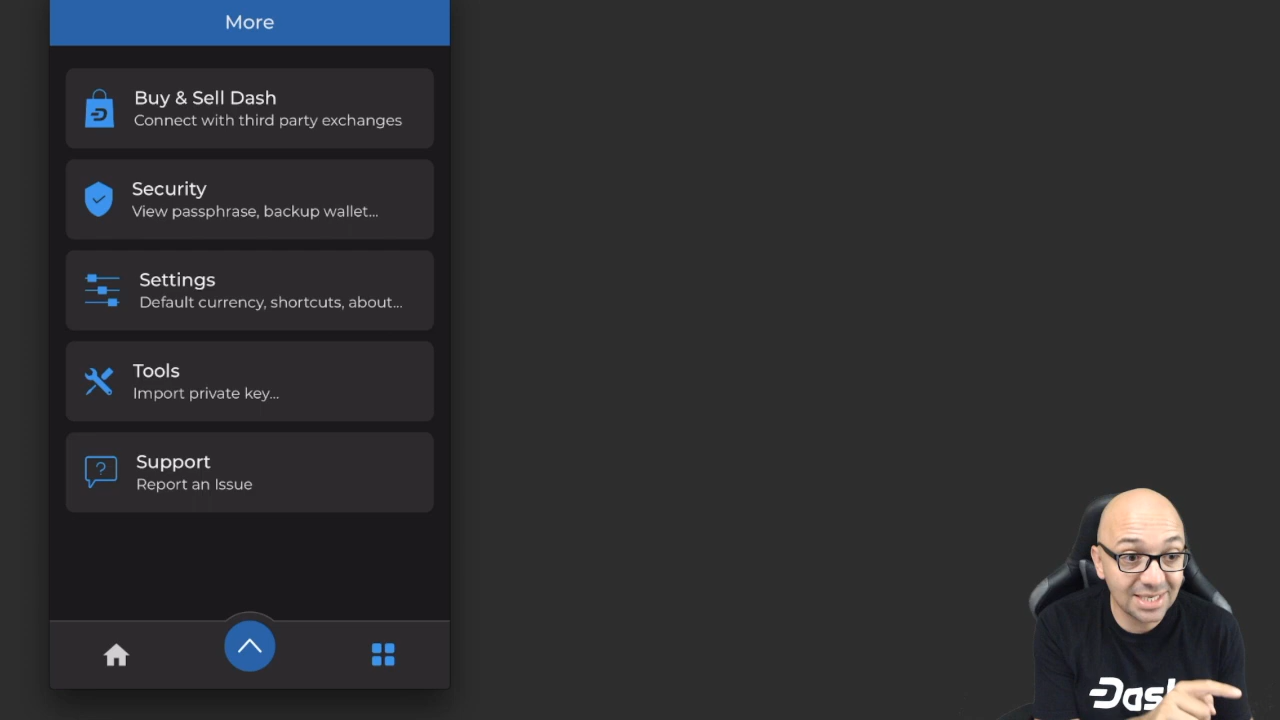 More
Buy & Sell Dash
Connect with third party exchanges
Security
View passphrase, backup wallet...
Settings
Default currency, shortcuts, about...
Tools
Import private key...
?
Support
Report an Issue
Dash